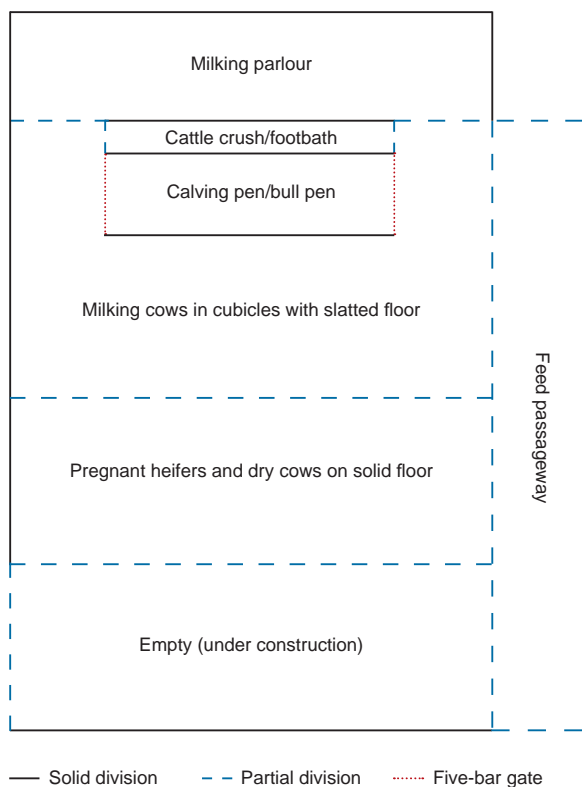 Milking parlour
Cattle crush/footbath
Calving pen/bull pen
Milking cows in cubicles with slatted floor
Feed passageway
Pregnant heifers and dry cows on solid floor
Empty (under construction)
Solid division
Partial division
Five-bar gate